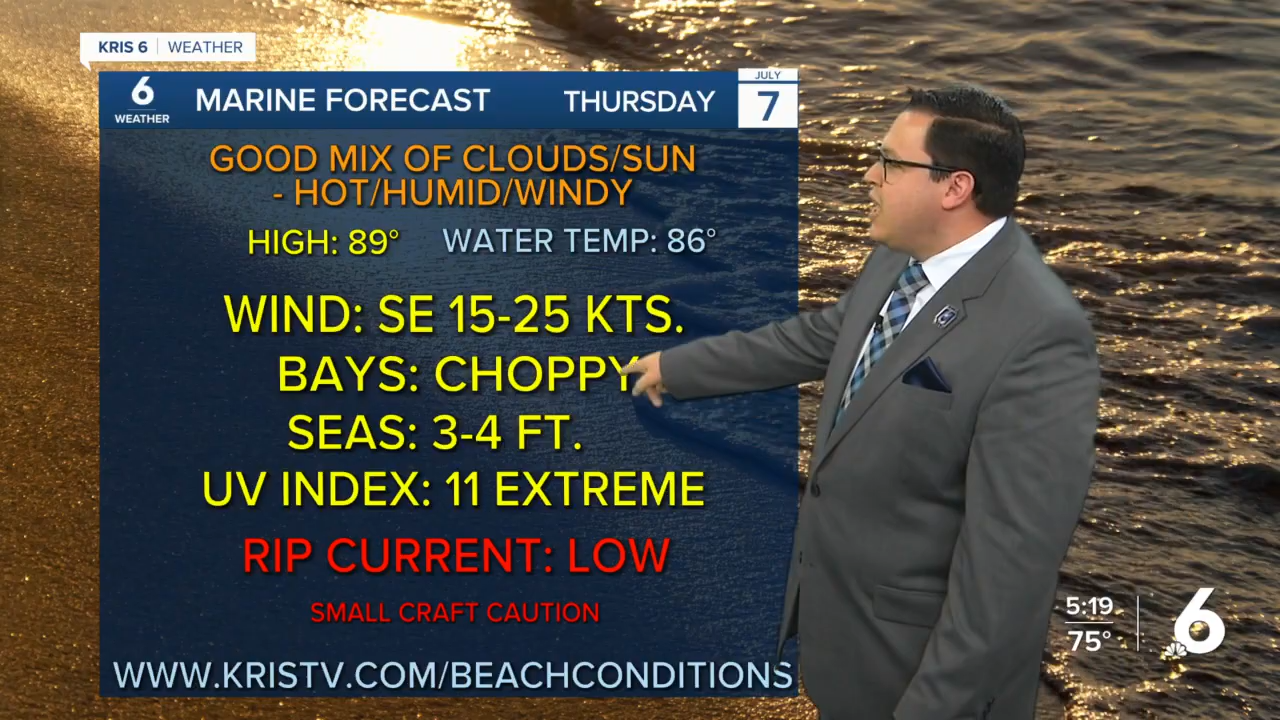 KRIS 6 | WEATHER
6
WEATHER
MARINE FORECAST
THURSDAY
JULY
7
GOOD MIX OF CLOUDS/SUN
- HOT/HUMID/WINDY
HIGH: 89° WATER TEMP: 86°
WIND: SE 15-25 KTS.
BAYS: CHOPPY
SEAS: 3-4 FT.
UV INDEX: 11 EXTREME
RIP CURRENT: LOW
SMALL CRAFT CAUTION
WWW.KRISTV.COM/BEACHCONDITIONS
5:19
75°
6